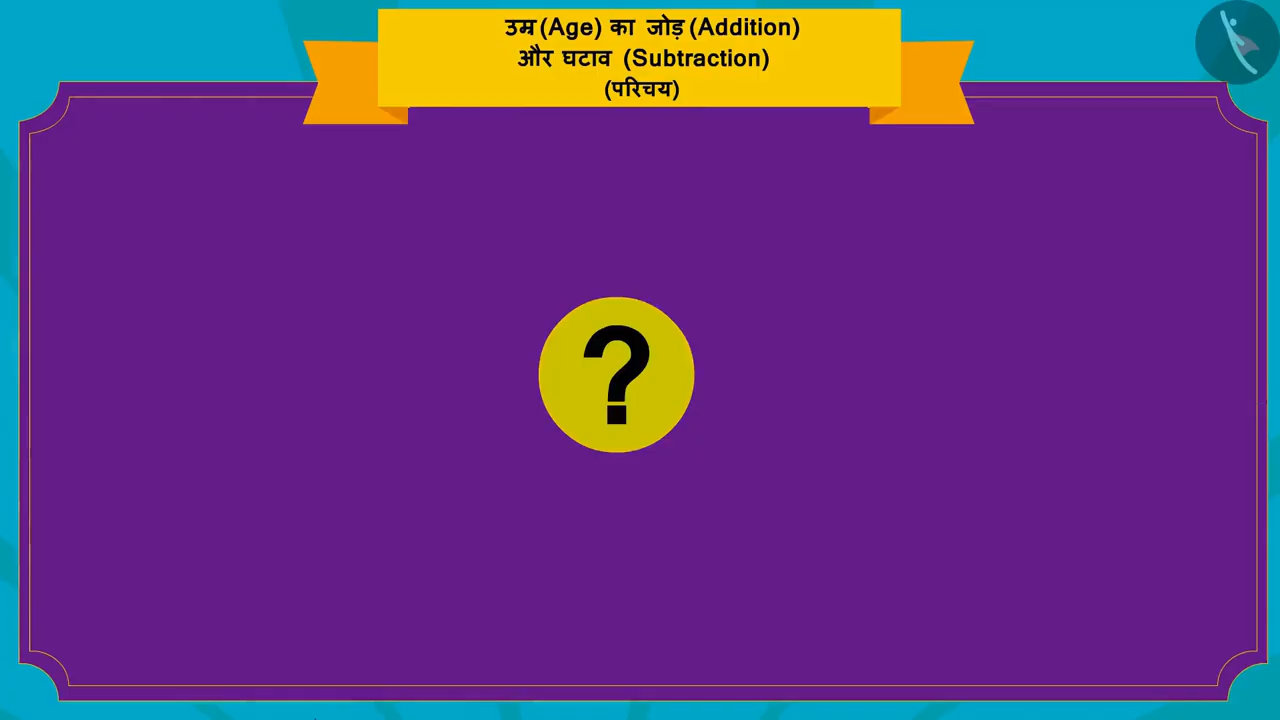 उम्र (Age) का जोड़ (Addition)
और घटाव (Subtraction)
(परिचय)
?